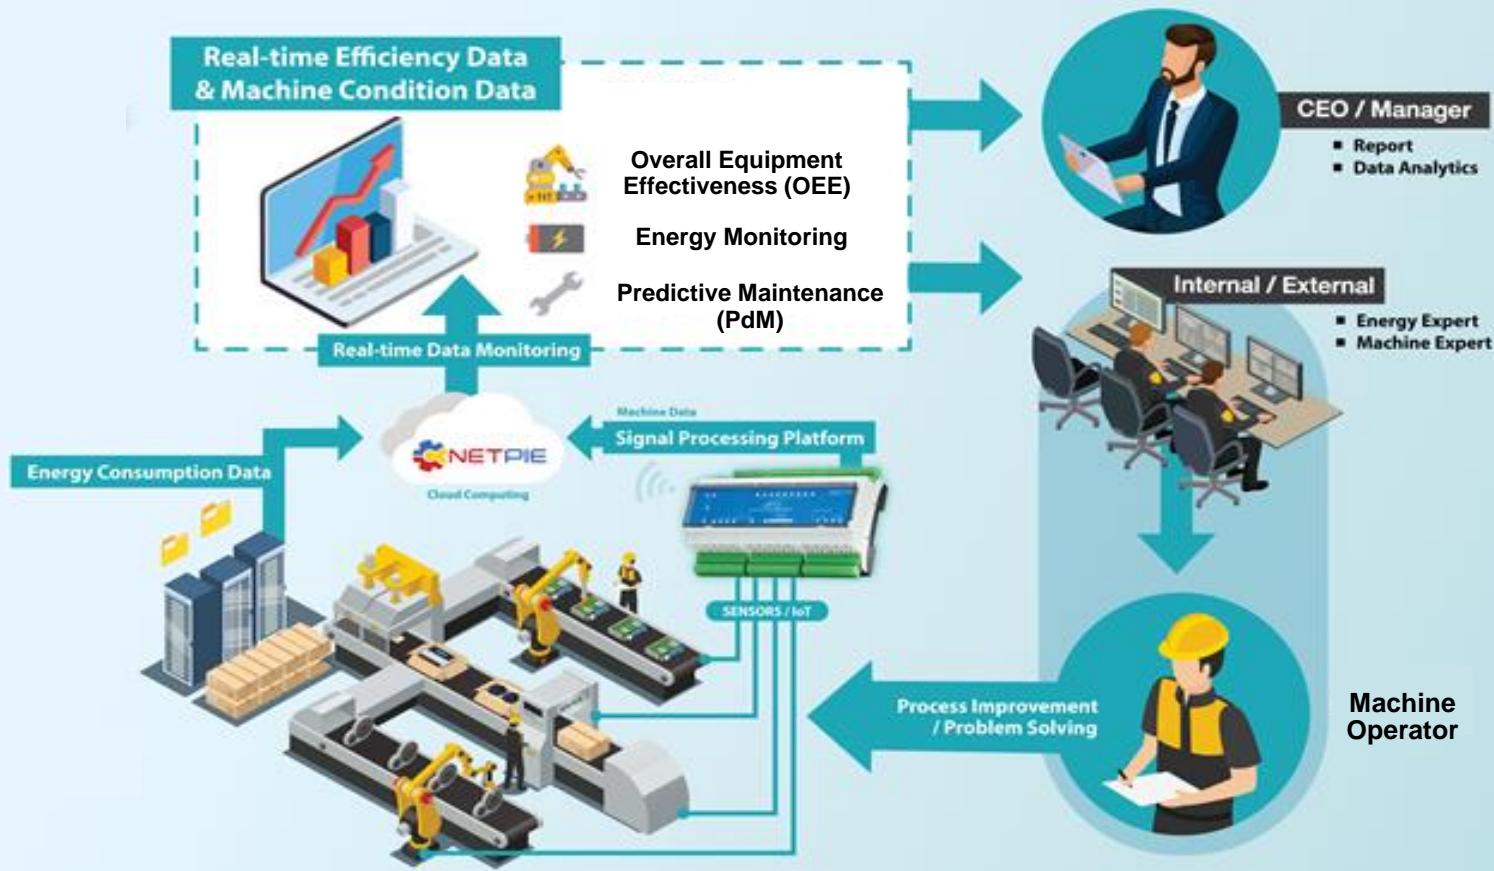 Real-time Efficiency Data
& Machine Condition Data
Overall Equipment
Effectiveness (OEE)
Energy Monitoring
Predictive Maintenance
(PdM)
Real-time Data Monitoring
CEO / Manager
▪ Report
▪ Data Analytics
Internal / External
▪ Energy Expert
▪ Machine Expert
Machine Data
Signal Processing Platform
NETPIE
Cloud Computing
Energy Consumption Data
SENSORS / IoT
Process Improvement
/ Problem Solving
Machine
Operator